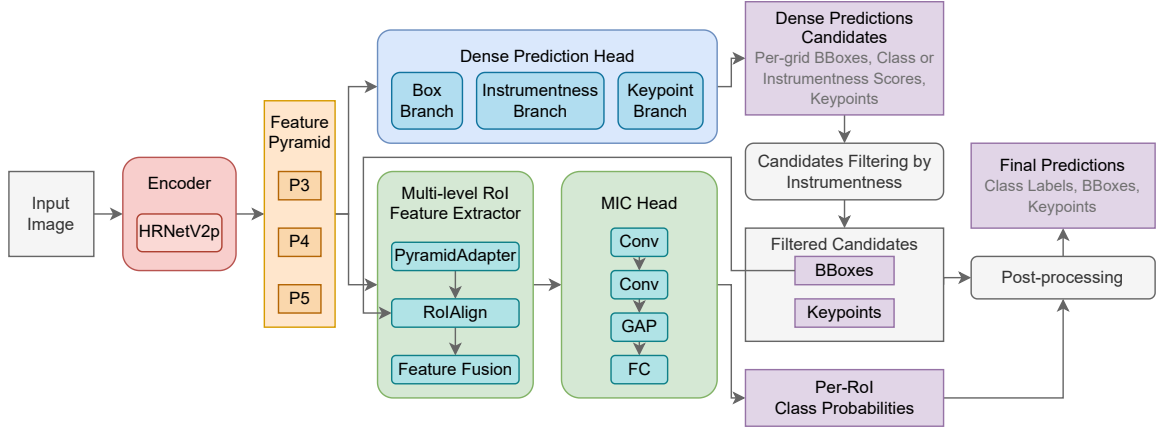 Input
Image
Encoder
HRNetV2p
Feature
Pyramid
P3
P4
P5
Dense Prediction Head
Box
Branch
Instrumentness
Branch
Keypoint
Branch
Multi-level RoI
Feature Extractor
PyramidAdapter
RoIAlign
Feature Fusion
MIC Head
Conv
Conv
GAP
FC
Dense Predictions
Candidates
Per-grid BBoxes, Class or
Instrumentness Scores,
Keypoints
Candidates Filtering by
Instrumentness
Filtered Candidates
BBoxes
Keypoints
Per-RoI
Class Probabilities
Final Predictions
Class Labels, BBoxes,
Keypoints
Post-processing